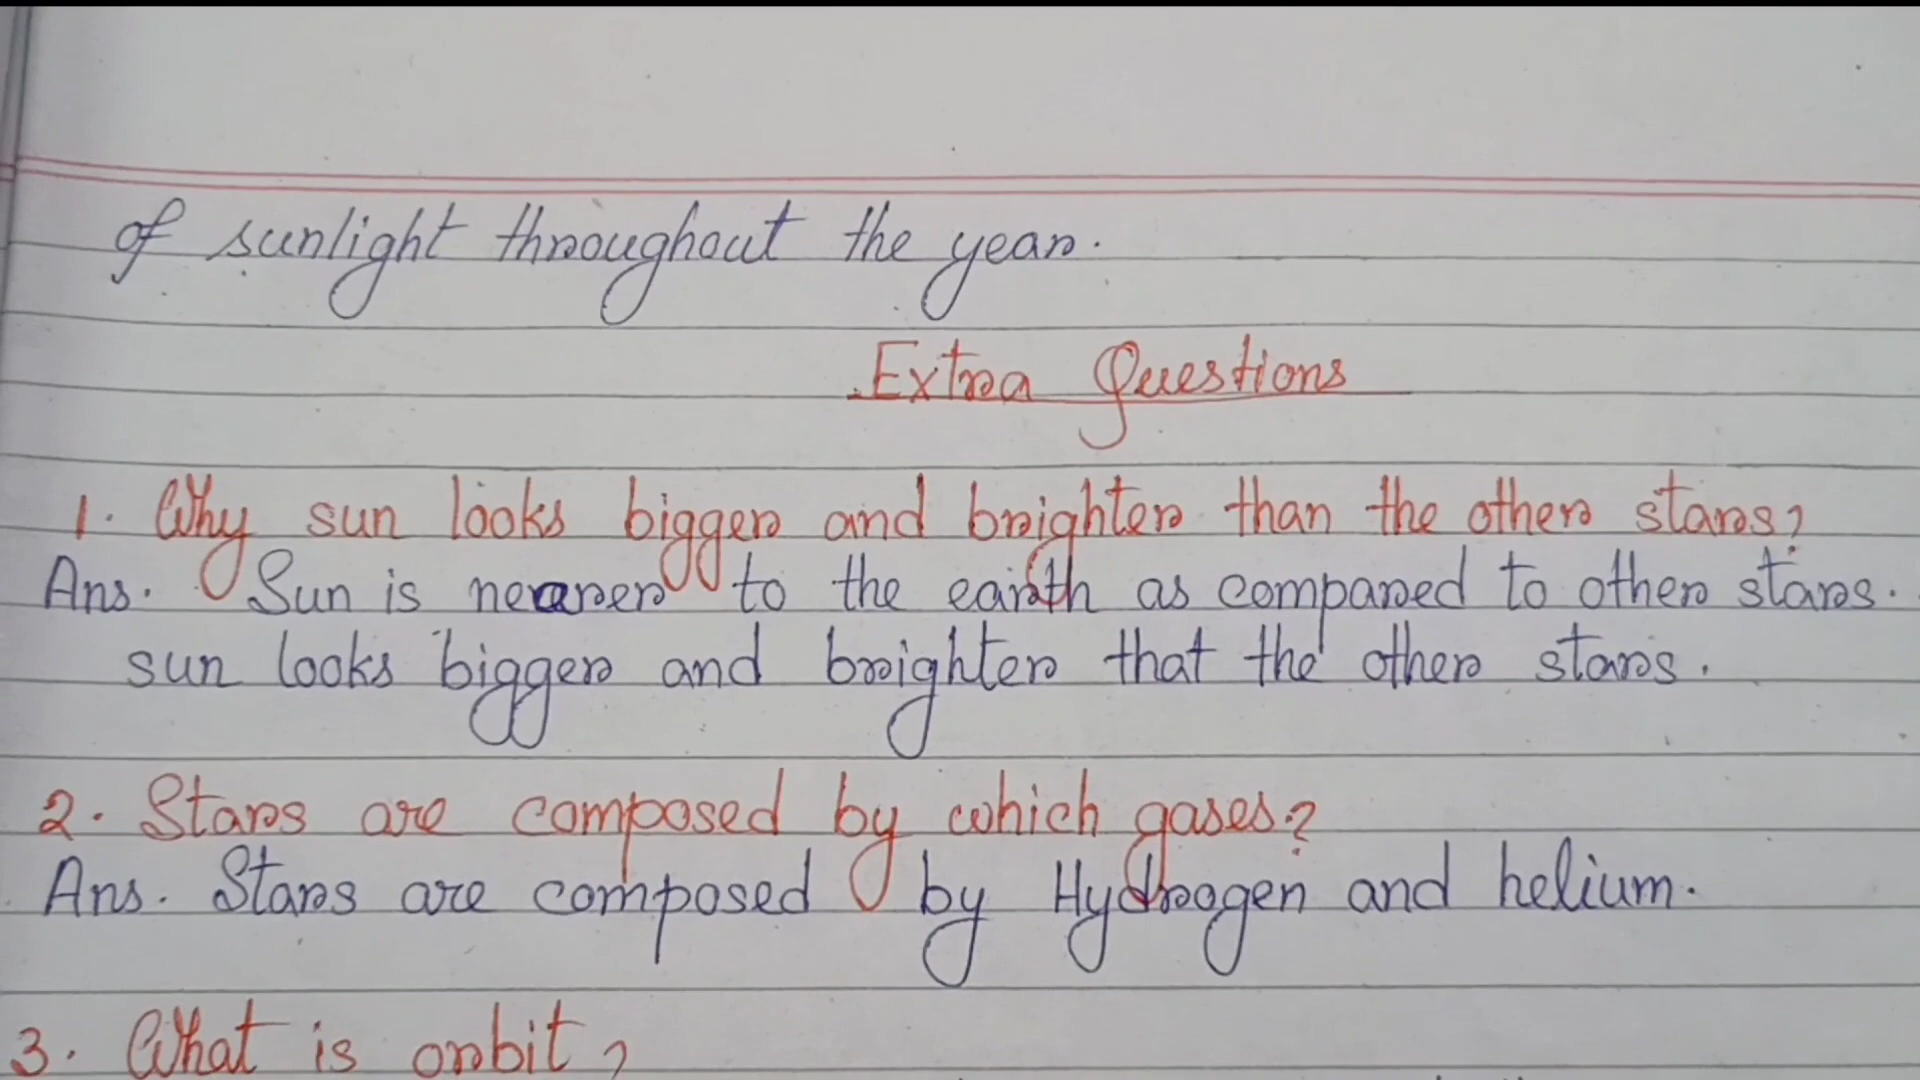 of sunlight throughout the year.
Extra Questions
1. Why sun looks bigger and brighter than the other stars?
Ans. Sun is nearer to the earth as compared to other stars.
sun looks bigger and brighter that the other stars.
2. Stars are composed by which gases?
Ans. Stars are composed by Hydrogen and helium.
3. What is orbit?